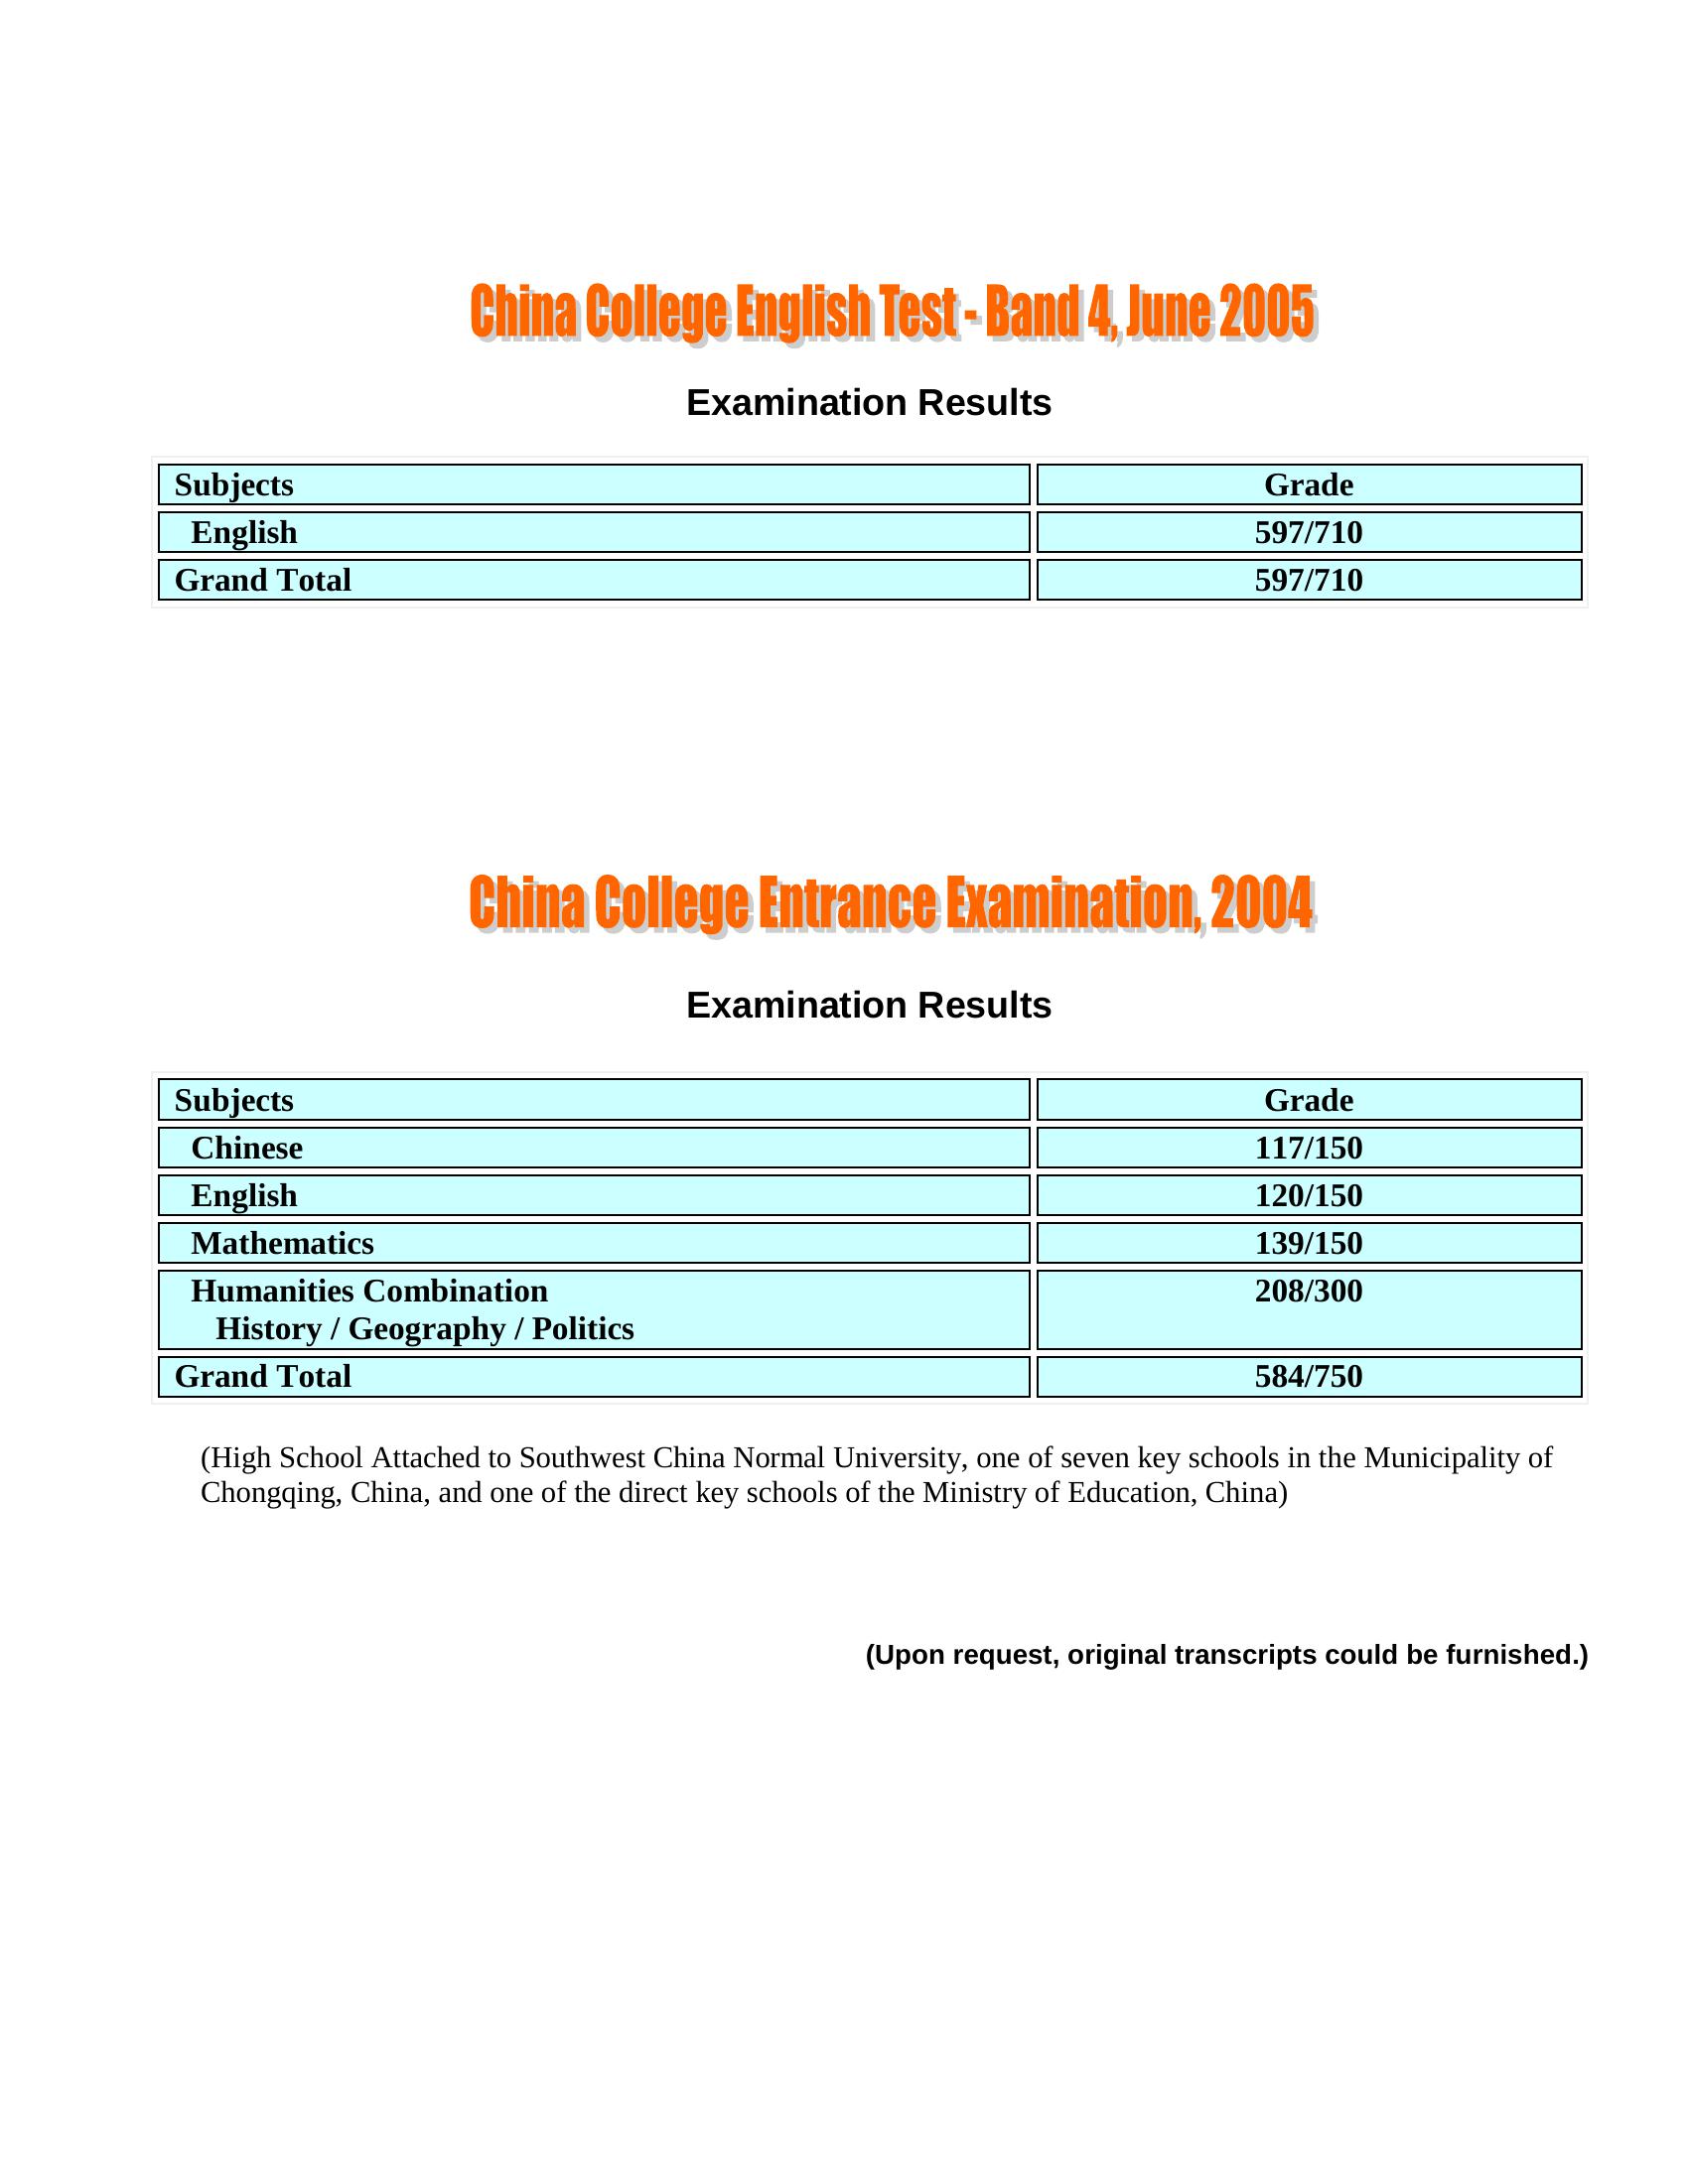 China College English Test - Band 4, June 2005
Examination Results
Subjects Grade
English 597/710
Grand Total 597/710
China College Entrance Examination, 2004
Examination Results
Subjects Grade
Chinese 117/150
English 120/150
Mathematics 139/150
Humanities Combination 208/300
History / Geography / Politics
Grand Total 584/750
(High School Attached to Southwest China Normal University, one of seven key schools in the Municipality of
Chongqing, China, and one of the direct key schools of the Ministry of Education, China)
(Upon request, original transcripts could be furnished.)